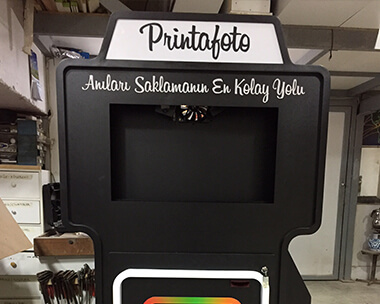 Printafoto
Anıları Saklamanın En Kolay Yolu